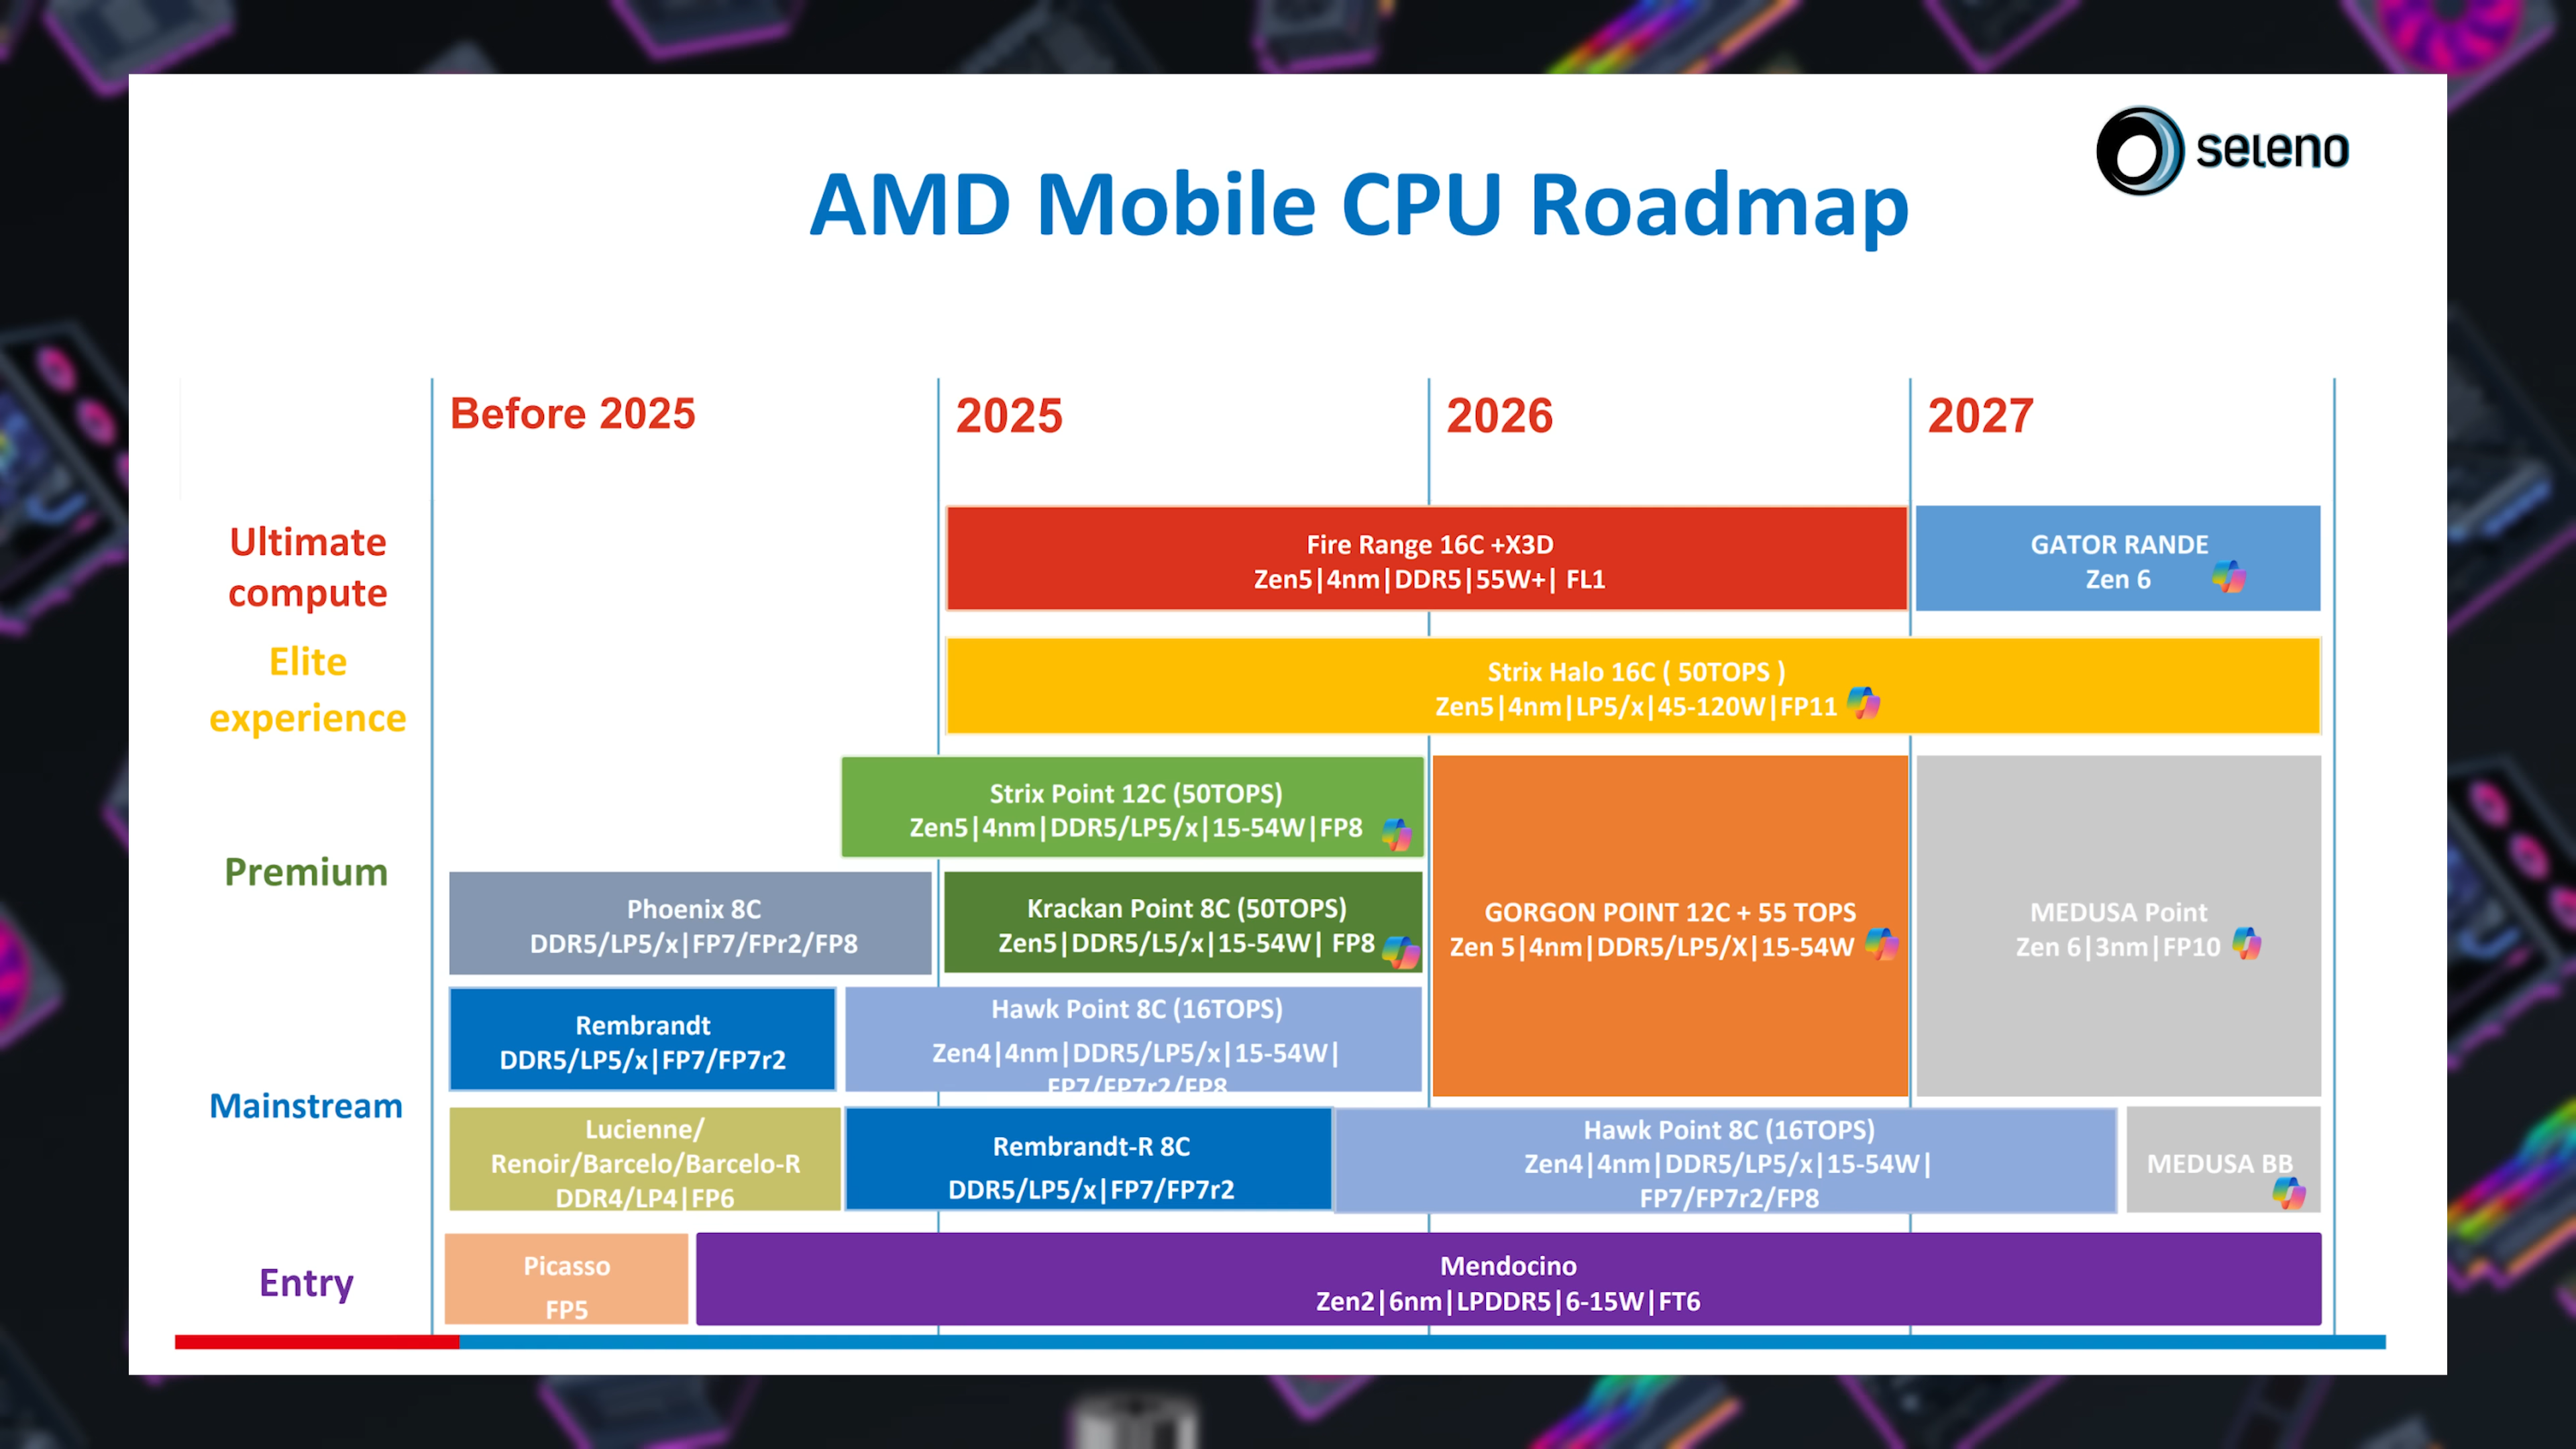 seleno
AMD Mobile CPU Roadmap
Before 2025
2025
2026
2027
Ultimate
compute
Fire Range 16C +X3D
Zen5|4nm|DDR5|55W+| FL1
GATOR RANDE
Zen 6
Elite
experience
Strix Halo 16C ( 50TOPS )
Zen5|4nm|LP5/x|45-120W|FP11
Premium
Strix Point 12C (50TOPS)
Zen5|4nm|DDR5/LP5/x|15-54W|FP8
Phoenix 8C
DDR5/LP5/x|FP7/FPr2/FP8
Krackan Point 8C (50TOPS)
Zen5|DDR5/L5/x|15-54W| FP8
GORGON POINT 12C + 55 TOPS
Zen 5|4nm|DDR5/LP5/X|15-54W
MEDUSA Point
Zen 6|3nm|FP10
Mainstream
Rembrandt
DDR5/LP5/x|FP7/FP7r2
Hawk Point 8C (16TOPS)
Zen4|4nm|DDR5/LP5/x|15-54W|
FP7/FP7r2/FP8
Lucienne/
Renoir/Barcelo/Barcelo-R
DDR4/LP4|FP6
Rembrandt-R 8C
DDR5/LP5/x|FP7/FP7r2
Hawk Point 8C (16TOPS)
Zen4|4nm|DDR5/LP5/x|15-54W|
FP7/FP7r2/FP8
MEDUSA BB
Entry
Picasso
FP5
Mendocino
Zen2|6nm|LPDDR5|6-15W|FT6